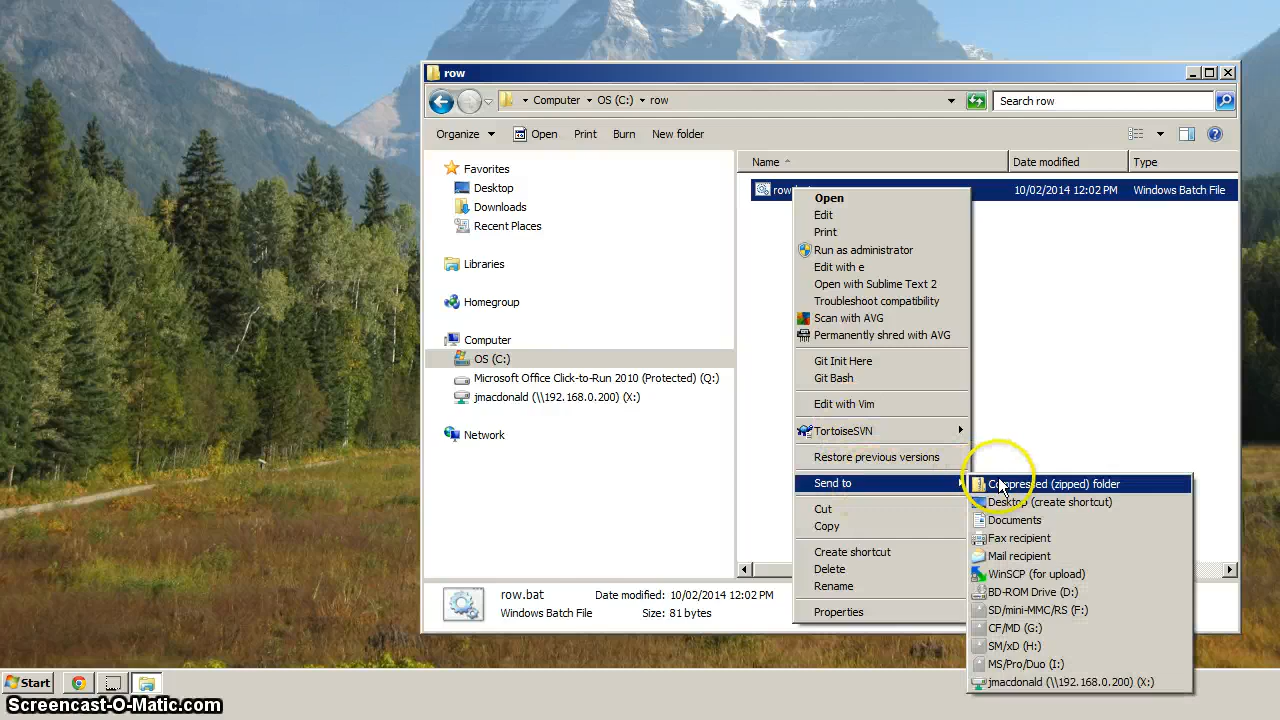 row
Computer
OS (C:)
row
Search row
Organize
Open
Print
Burn
New folder
Favorites
Desktop
Downloads
Recent Places
Libraries
Homegroup
Computer
OS (C:)
Microsoft Office Click-to-Run 2010 (Protected) (Q:)
jmacdonald (\\192.168.0.200) (X:)
Network
Name
Date modified
Type
row
10/02/2014 12:02 PM
Windows Batch File
Open
Edit
Print
Run as administrator
Edit with e
Open with Sublime Text 2
Troubleshoot compatibility
Scan with AVG
Permanently shred with AVG
Git Init Here
Git Bash
Edit with Vim
TortoiseSVN
Restore previous versions
Send to
Cut
Copy
Create shortcut
Delete
Rename
Properties
Compressed (zipped) folder
Desktop (create shortcut)
Documents
Fax recipient
Mail recipient
WinSCP (for upload)
BD-ROM Drive (D:)
SD/mini-MMC/RS (F:)
CF/MD (G:)
SM/xD (H:)
MS/Pro/Duo (I:)
jmacdonald (\\192.168.0.200) (X:)
row.bat
Date modified: 10/02/2014 12:02 PM
Windows Batch File
Size: 81 bytes
Start
Screencast-O-Matic.com